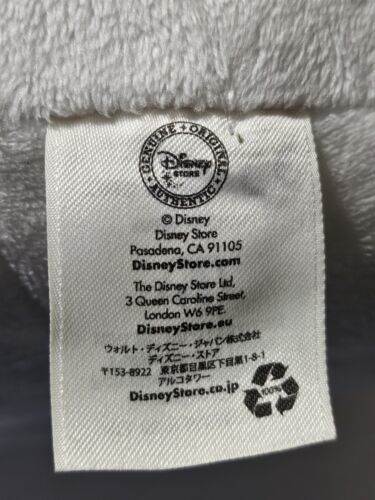 GENUINE • ORIGINAL • AUTHENTIC •
Disney
STORE
© Disney
Disney Store
Pasadena, CA 91105
DisneyStore.com
The Disney Store Ltd,
3 Queen Caroline Street,
London W6 9PE.
DisneyStore.eu
ウォルト・ディズニー・ジャパン株式会社
ディズニー・ストア
〒153-8922 東京都目黒区下目黒1-8-1
アルコタワー
DisneyStore.co.jp
100%